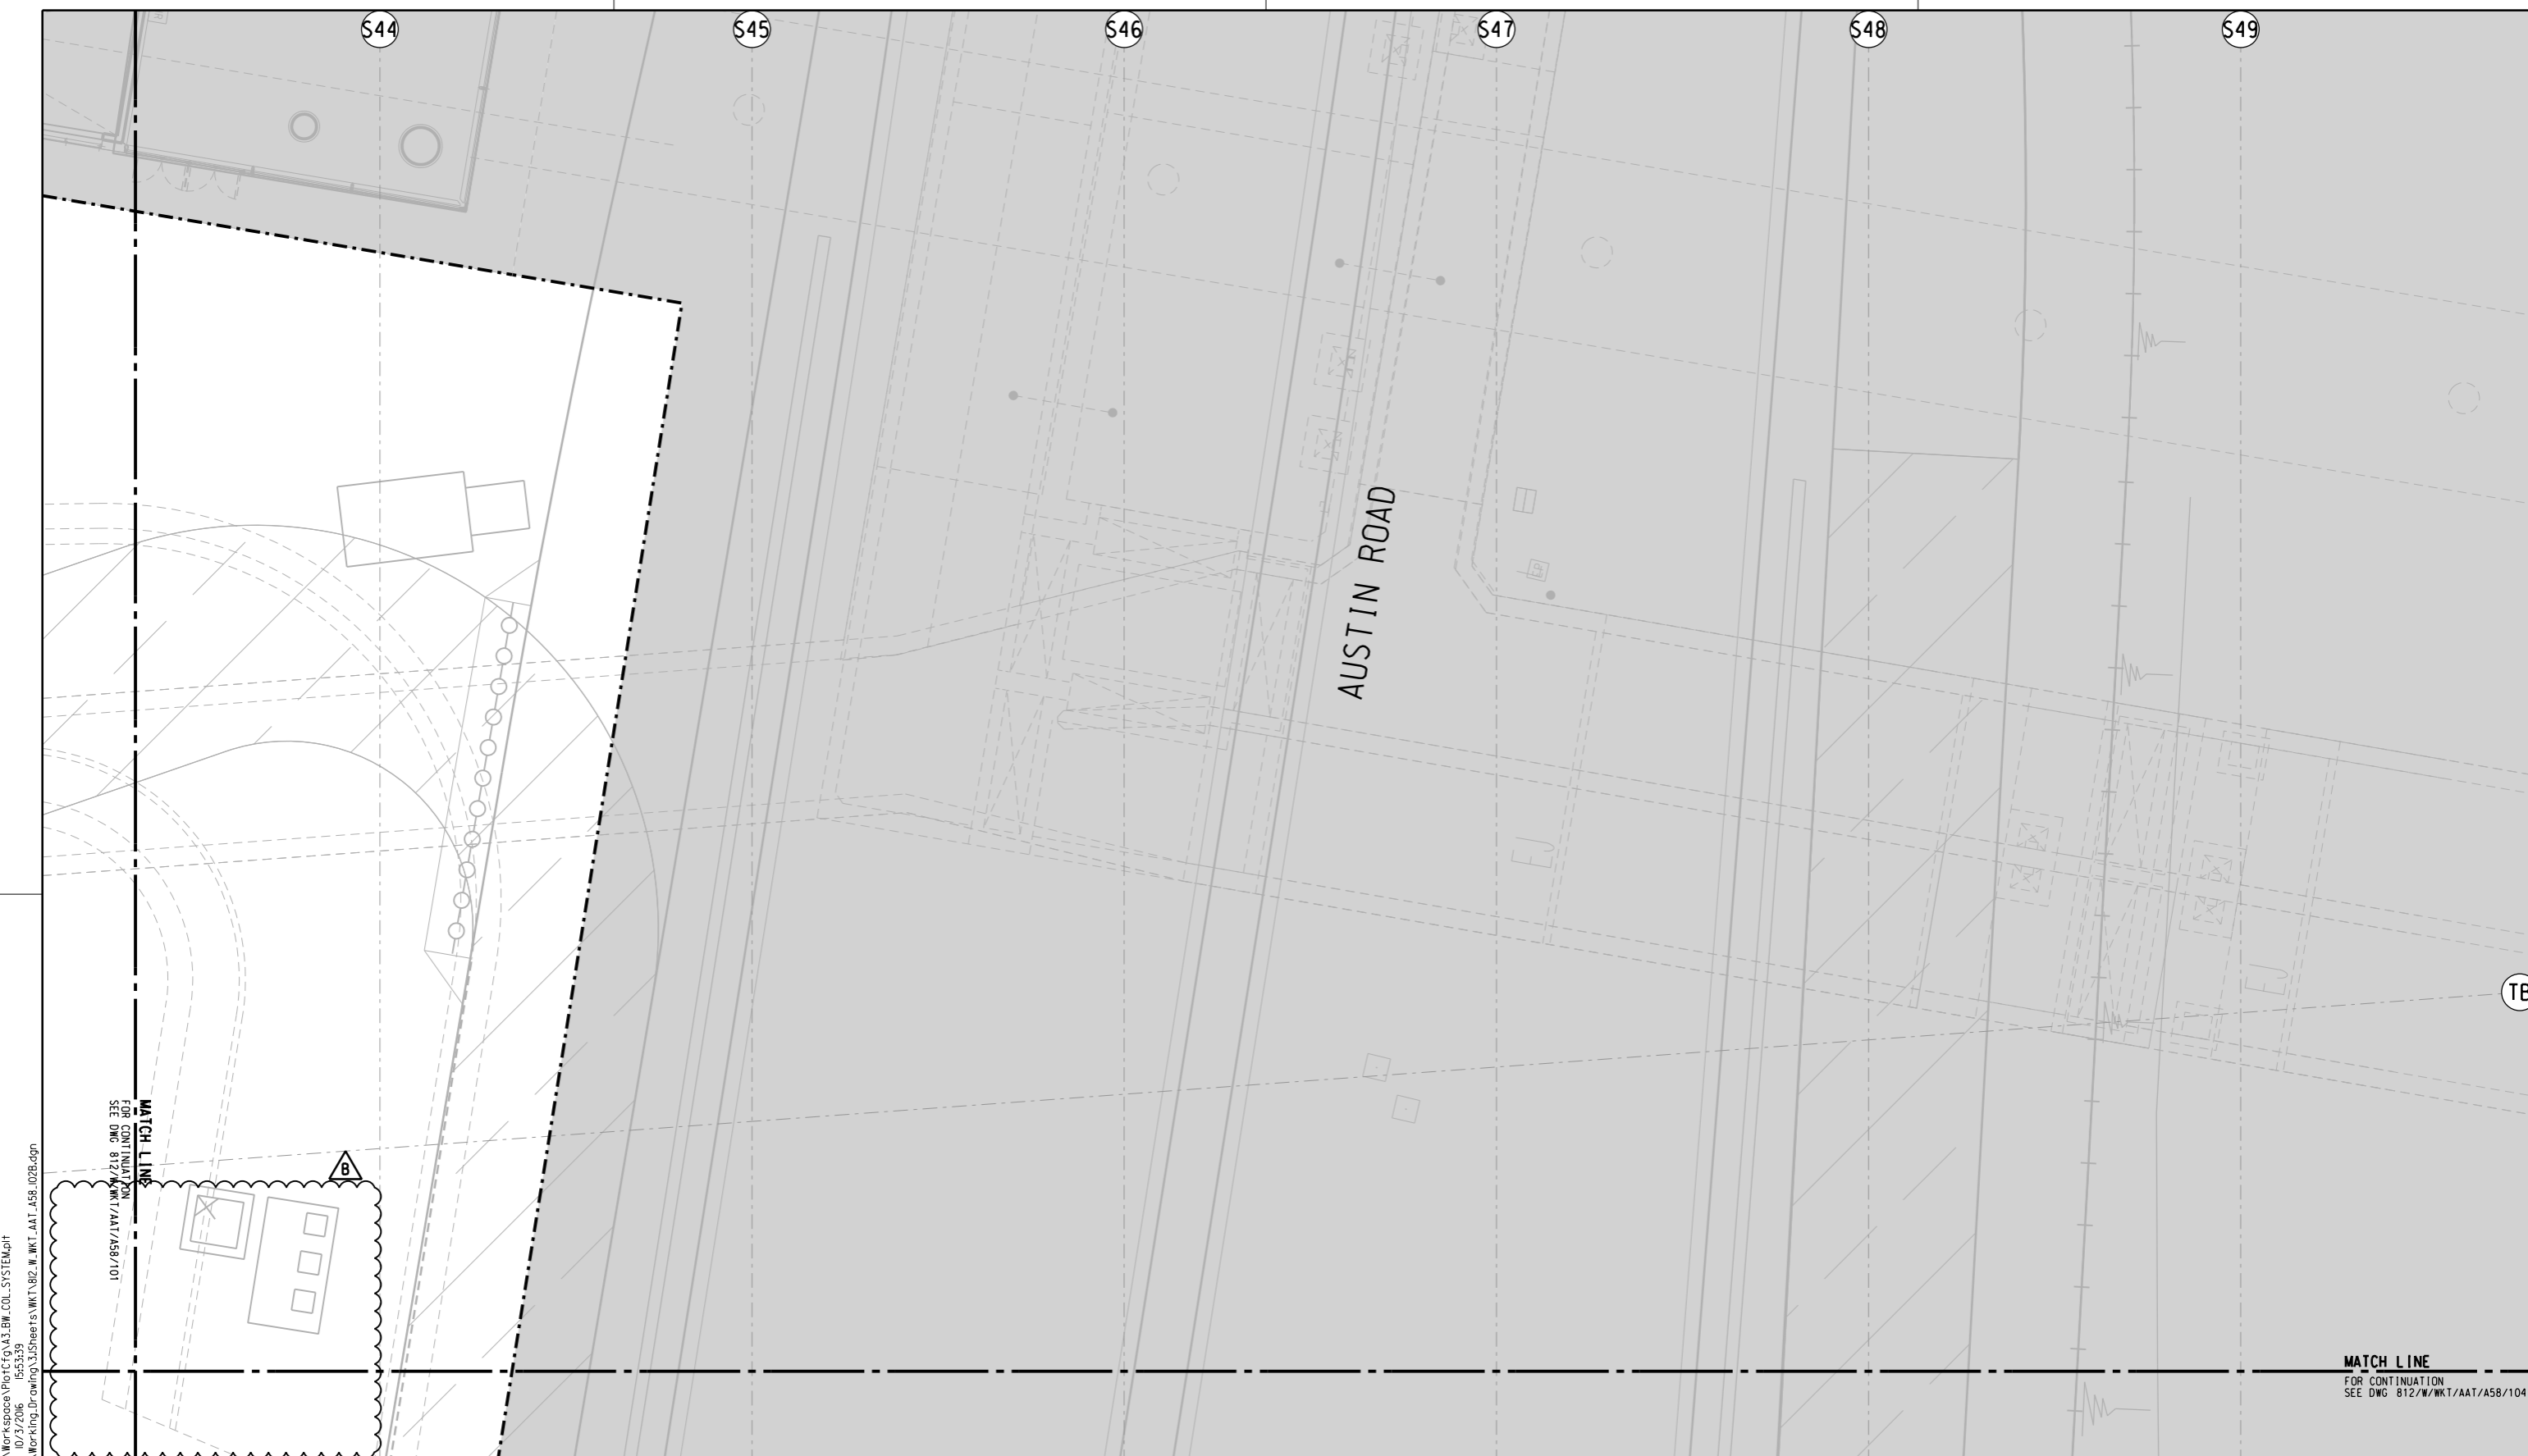 S44
S45
S46
S47
S48
S49
AUSTIN ROAD
LP
TB
MATCH LINE
FOR CONTINUATION
SEE DWG 812/W/WKT/AAT/A58/101
B
MATCH LINE
FOR CONTINUATION
SEE DWG 812/W/WKT/AAT/A58/104
\Workspace\PlotCfg\A3_BW_COL_SYSTEM.plt
10/3/2016 15:53:39
\Working_Drawing\3JSheets\WKT\812_W_WKT_AAT_A58_102B.dgn